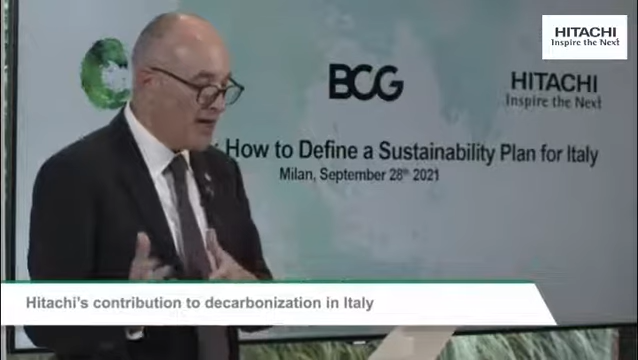 HITACHI
Inspire the Next
BCG
HITACHI
Inspire the Next
How to Define a Sustainability Plan for Italy
Milan, September 28th 2021
Hitachi's contribution to decarbonization in Italy